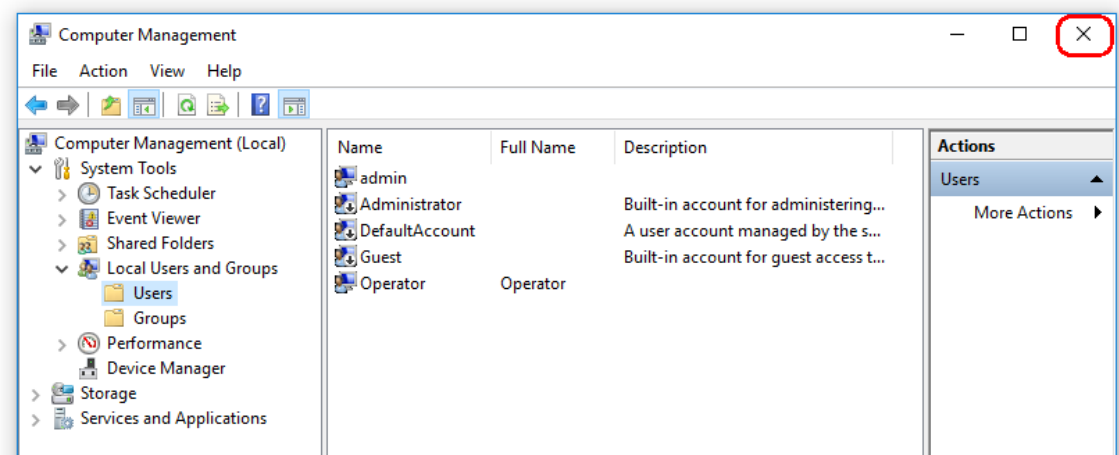 Computer Management
File Action View Help
Computer Management (Local)
System Tools
Task Scheduler
Event Viewer
Shared Folders
Local Users and Groups
Users
Groups
Performance
Device Manager
Storage
Services and Applications
Name Full Name Description
admin
Administrator Built-in account for administering...
DefaultAccount A user account managed by the s...
Guest Built-in account for guest access t...
Operator Operator
Actions
Users
More Actions